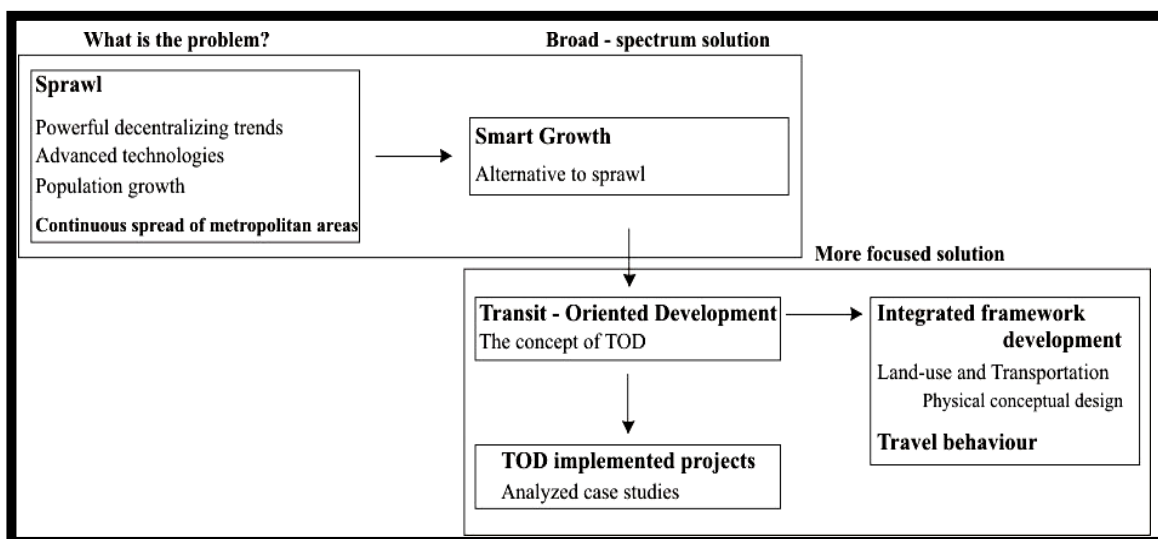 What is the problem?
Broad - spectrum solution
Sprawl
Powerful decentralizing trends
Advanced technologies
Population growth
Continuous spread of metropolitan areas
Smart Growth
Alternative to sprawl
More focused solution
Transit - Oriented Development
The concept of TOD
Integrated framework
development
Land-use and Transportation
Physical conceptual design
Travel behaviour
TOD implemented projects
Analyzed case studies